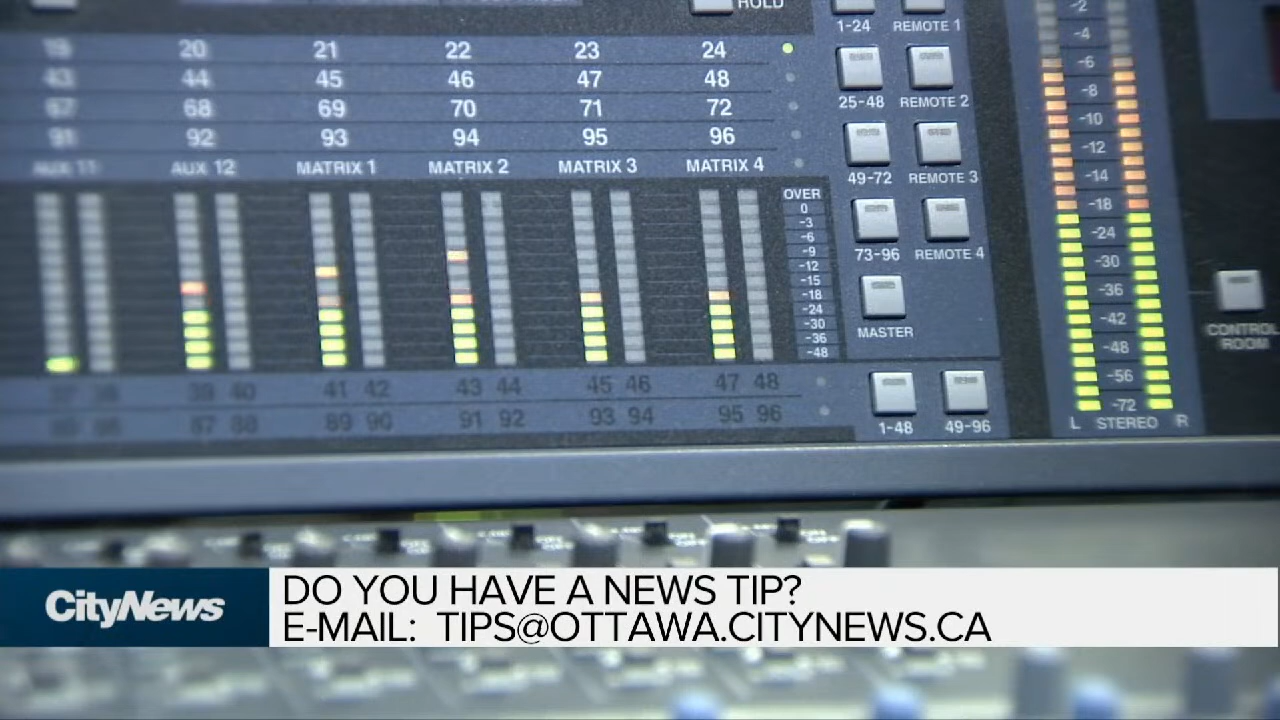 HOLD
1-24 REMOTE 1
19 20 21 22 23 24
43 44 45 46 47 48
67 68 69 70 71 72
91 92 93 94 95 96
AUX 11 AUX 12 MATRIX 1 MATRIX 2 MATRIX 3 MATRIX 4
OVER
0
-3
-6
-9
-12
-15
-18
-24
-30
-36
-48
39 40 41 42 43 44 45 46 47 48
87 88 89 90 91 92 93 94 95 96
25-48 REMOTE 2
49-72 REMOTE 3
73-96 REMOTE 4
MASTER
1-48 49-96
-2
-4
-6
-8
-10
-12
-14
-18
-24
-30
-36
-42
-48
-56
-72
L STEREO R
CONTROL
ROOM
CityNews
DO YOU HAVE A NEWS TIP?
E-MAIL: TIPS@OTTAWA.CITYNEWS.CA